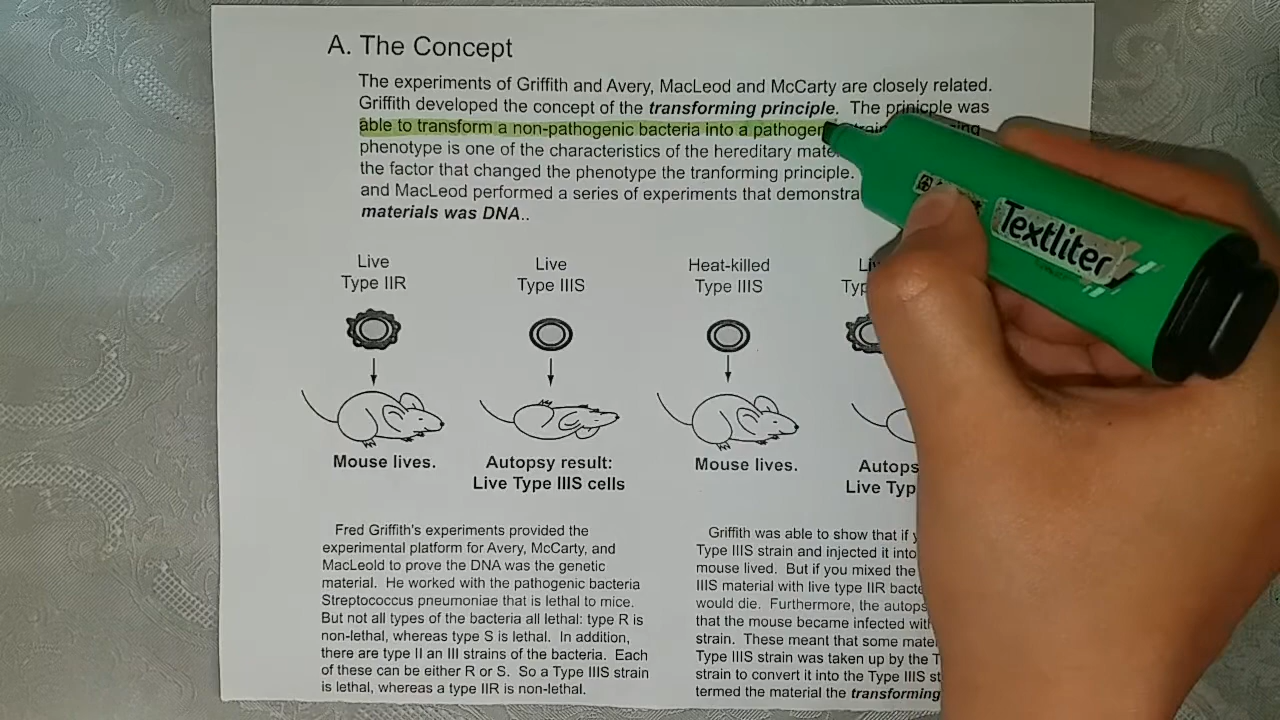 A. The Concept
The experiments of Griffith and Avery, MacLeod and McCarty are closely related.
Griffith developed the concept of the transforming principle. The prinicple was
able to transform a non-pathogenic bacteria into a pathogen
phenotype is one of the characteristics of the hereditary mate
the factor that changed the phenotype the tranforming principle.
and MacLeod performed a series of experiments that demonstra
materials was DNA..
Textliter
Live
Type IIR
Live
Type IIIS
Heat-killed
Type IIIS
Liv
Typ
Mouse lives.
Autopsy result:
Live Type IIIS cells
Mouse lives.
Autops
Live Typ
Fred Griffith's experiments provided the
experimental platform for Avery, McCarty, and
MacLeold to prove the DNA was the genetic
material. He worked with the pathogenic bacteria
Streptococcus pneumoniae that is lethal to mice.
But not all types of the bacteria all lethal: type R is
non-lethal, whereas type S is lethal. In addition,
there are type II an III strains of the bacteria. Each
of these can be either R or S. So a Type IIIS strain
is lethal, whereas a type IIR is non-lethal.
Griffith was able to show that if y
Type IIIS strain and injected it into
mouse lived. But if you mixed the
IIIS material with live type IIR bacte
would die. Furthermore, the autops
that the mouse became infected with
strain. These meant that some mate
Type IIIS strain was taken up by the T
strain to convert it into the Type IIIS st
termed the material the transforming